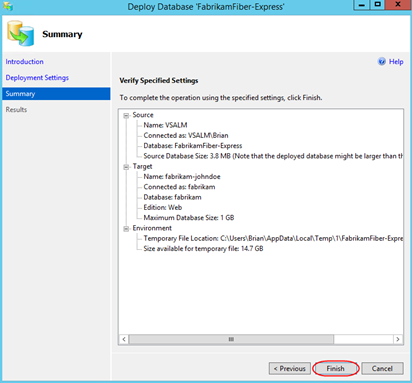 Deploy Database 'FabrikamFiber-Express'
Summary
Introduction
Deployment Settings
Summary
Results
Help
Verify Specified Settings
To complete the operation using the specified settings, click Finish.
Source
Name: VSALM
Connected as: VSALM\Brian
Database: FabrikamFiber-Express
Source Database Size: 3.8 MB (Note that the deployed database might be larger than th
Target
Name: fabrikam-johndoe
Connected as: fabrikam
Database: fabrikam
Edition: Web
Maximum Database Size: 1 GB
Environment
Temporary File Location: C:\Users\Brian\AppData\Local\Temp\1\FabrikamFiber-Expre
Size available for temporary file: 14.7 GB
< Previous
Finish
Cancel